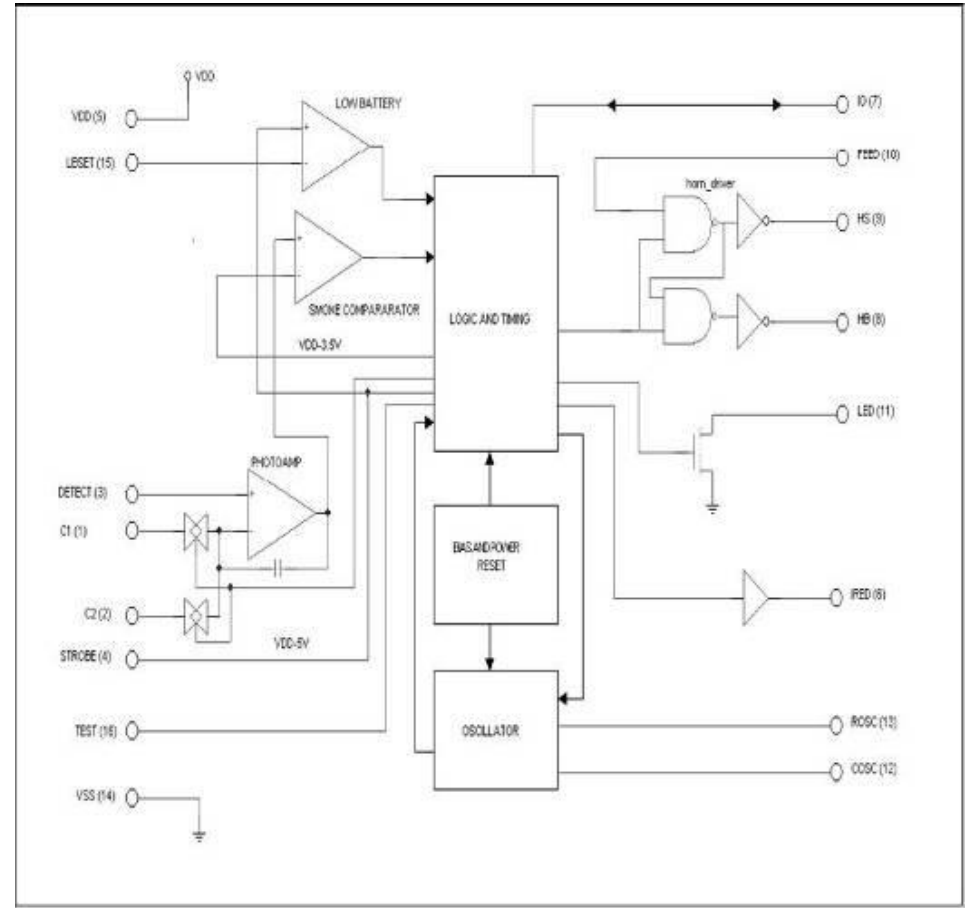 VDD
VDD (5)
LOW BATTERY
LBSET (15)
IO (7)
FEED (10)
horn_driver
HS (9)
SMOKE COMPARARATOR
LOGIC AND TIMING
HB (8)
VDD-3.5V
LED (11)
PHOTOAMP
DETECT (3)
C1 (1)
BIAS AND POWER
RESET
IRED (6)
C2 (2)
VDD-5V
STROBE (4)
TEST (16)
OSCILLATOR
ROSC (13)
COSC (12)
VSS (14)